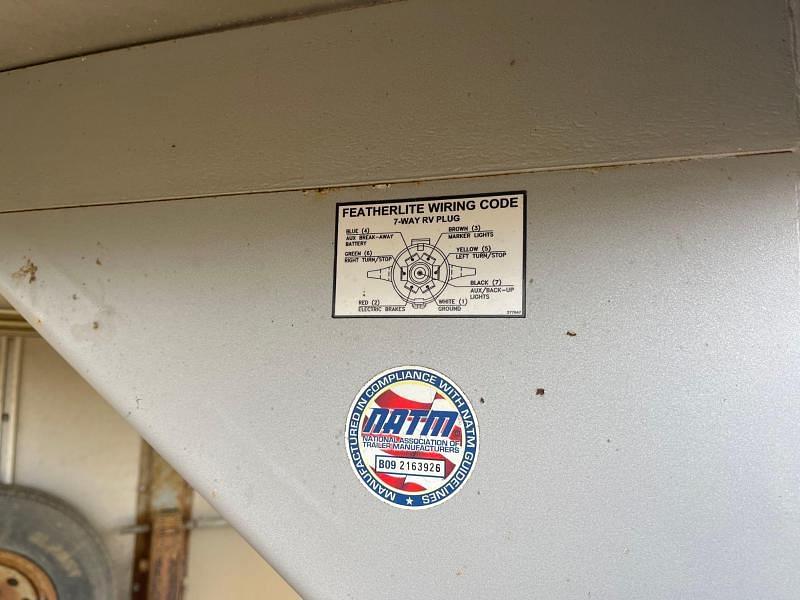 FEATHERLITE WIRING CODE
7-WAY RV PLUG
BLUE (4)
AUX BREAK-AWAY
BATTERY
BROWN (3)
MARKER LIGHTS
GREEN (6)
RIGHT TURN/STOP
YELLOW (5)
LEFT TURN/STOP
BLACK (7)
AUX/BACK-UP
LIGHTS
RED (2)
ELECTRIC BRAKES
WHITE (1)
GROUND
MANUFACTURED IN COMPLIANCE WITH NATM GUIDELINES
NATM
NATIONAL ASSOCIATION OF
TRAILER MANUFACTURERS
B09 2163926